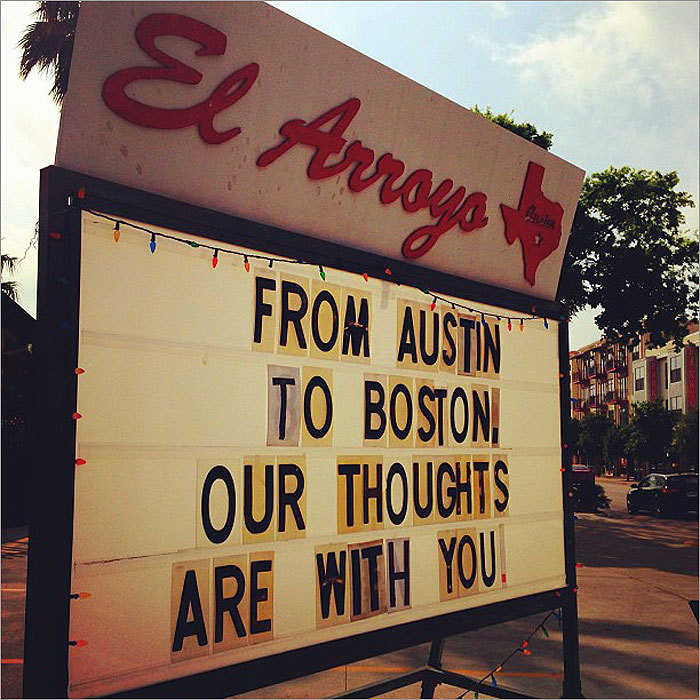 El Arroyo
Austin
FROM AUSTIN
TO BOSTON.
OUR THOUGHTS
ARE WITH YOU